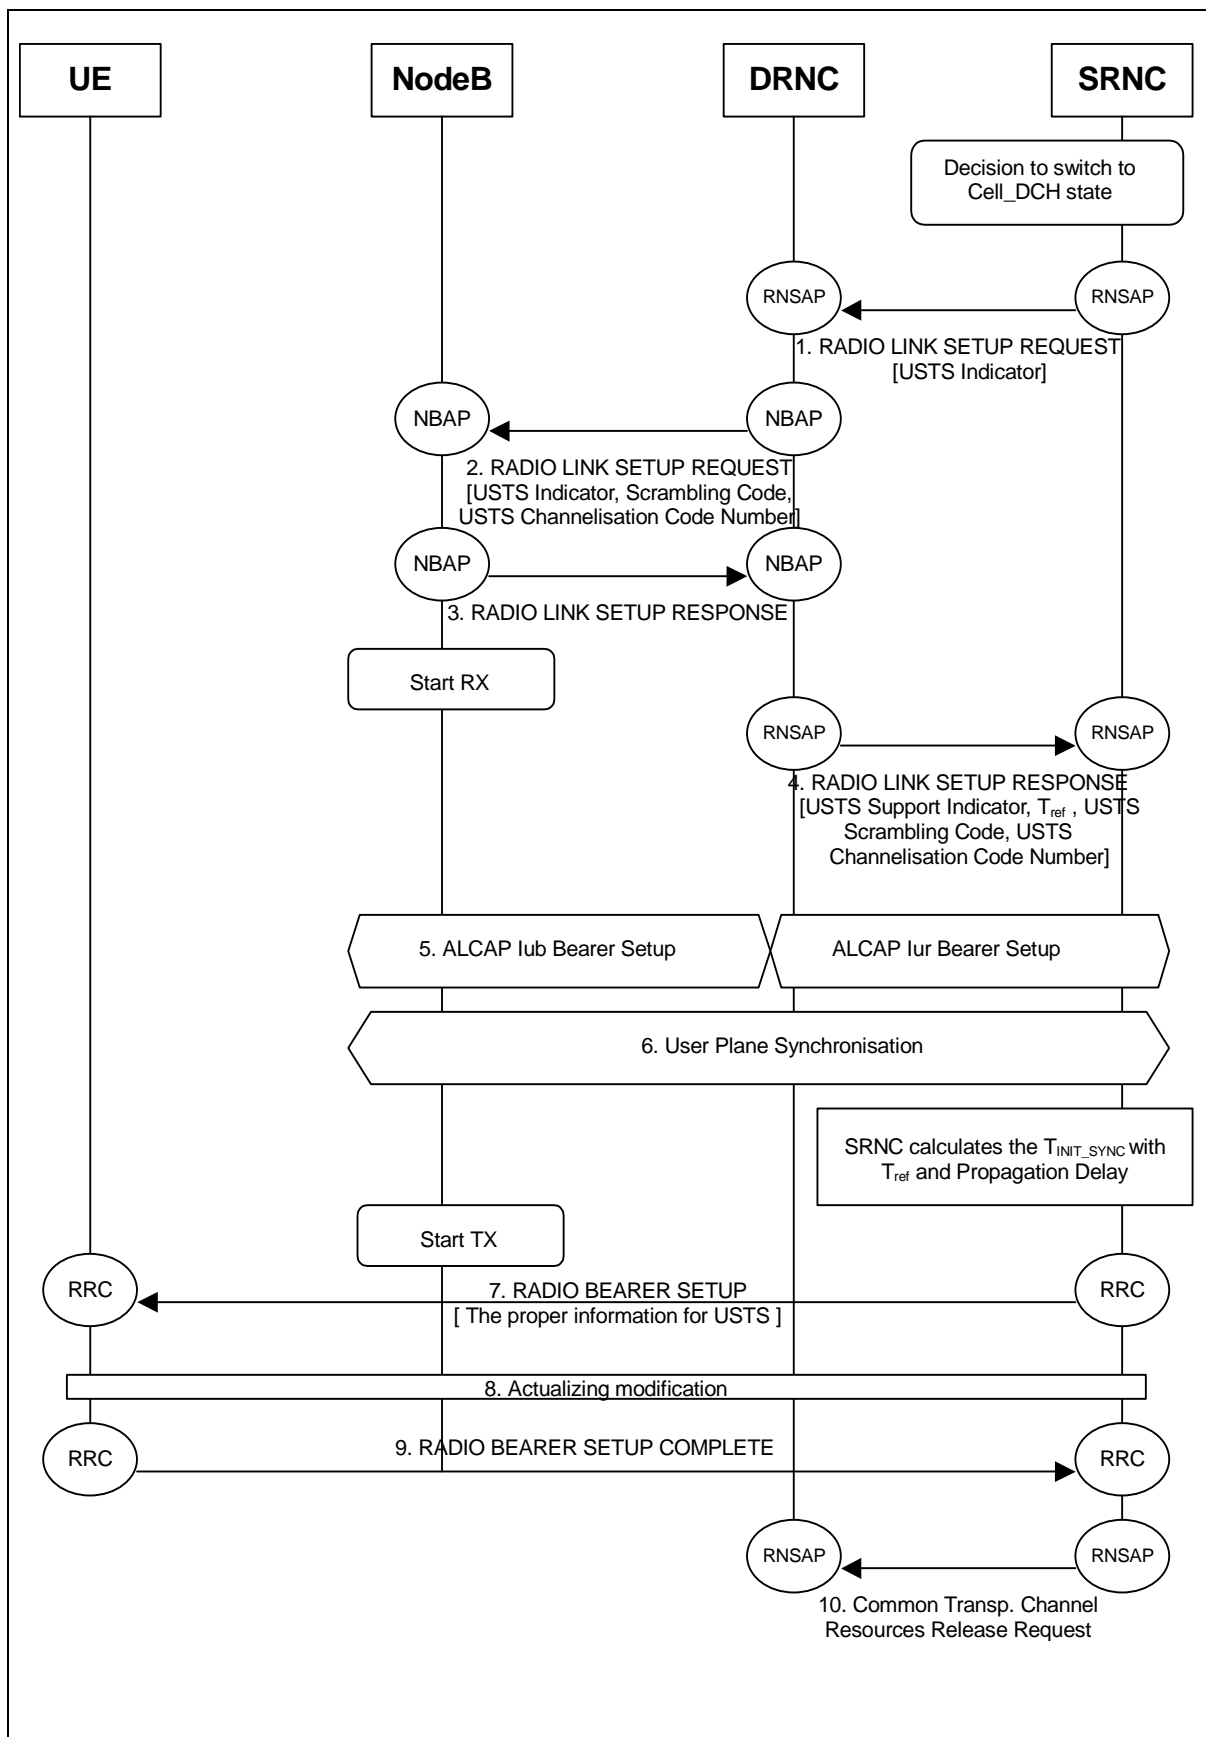 UE
NodeB
DRNC
SRNC
Decision to switch to
Cell_DCH state
RNSAP
RNSAP
1. RADIO LINK SETUP REQUEST
[USTS Indicator]
NBAP
NBAP
2. RADIO LINK SETUP REQUEST
[USTS Indicator, Scrambling Code,
USTS Channelisation Code Number]
NBAP
NBAP
3. RADIO LINK SETUP RESPONSE
Start RX
RNSAP
RNSAP
4. RADIO LINK SETUP RESPONSE
[USTS Support Indicator, Tref , USTS
Scrambling Code, USTS
Channelisation Code Number]
5. ALCAP Iub Bearer Setup
ALCAP Iur Bearer Setup
6. User Plane Synchronisation
SRNC calculates the TINIT_SYNC with
Tref and Propagation Delay
Start TX
RRC
RRC
7. RADIO BEARER SETUP
[ The proper information for USTS ]
8. Actualizing modification
RRC
RRC
9. RADIO BEARER SETUP COMPLETE
RNSAP
RNSAP
10. Common Transp. Channel
Resources Release Request